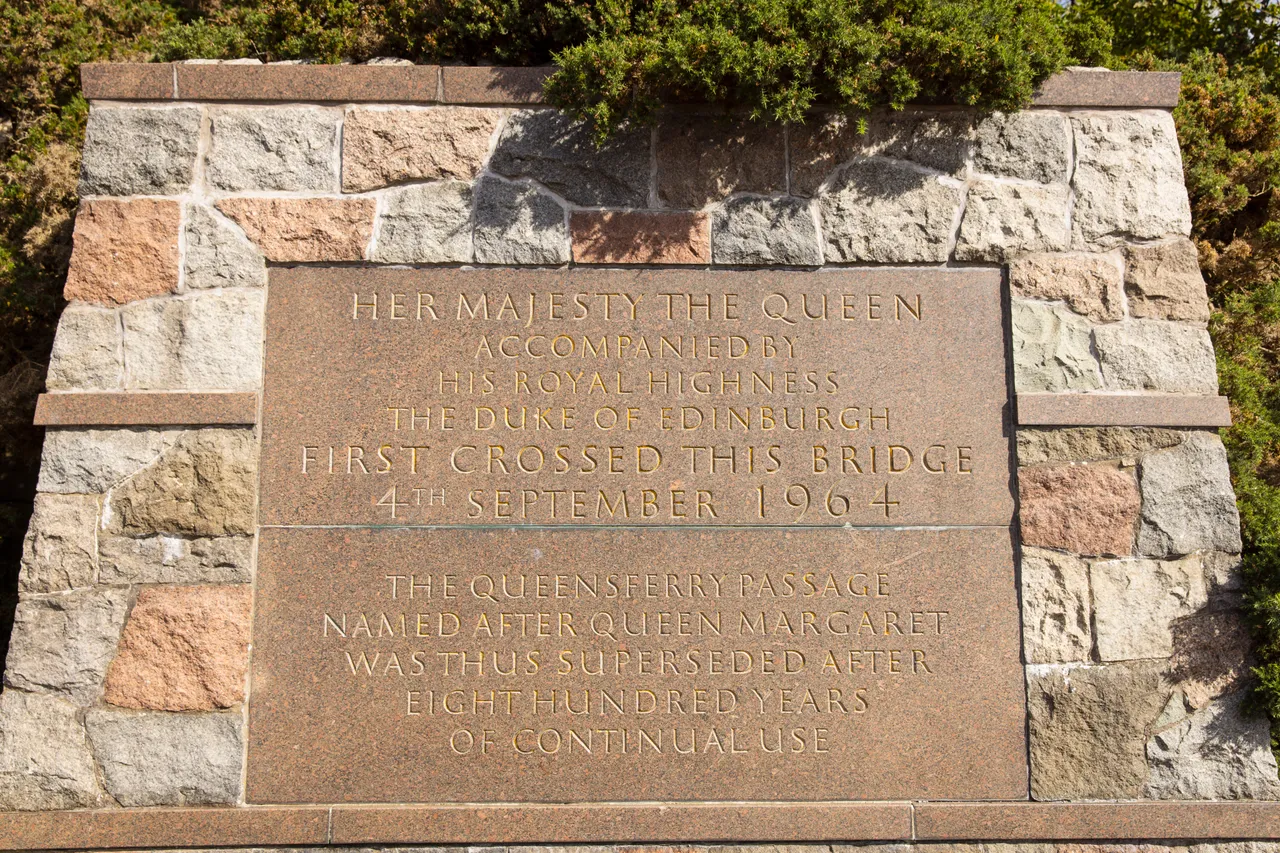 HER MAJESTY THE QUEEN
ACCOMPANIED BY
HIS ROYAL HIGHNESS
THE DUKE OF EDINBURGH
FIRST CROSSED THIS BRIDGE
4TH SEPTEMBER 1964
THE QUEENSFERRY PASSAGE
NAMED AFTER QUEEN MARGARET
WAS THUS SUPERSEDED AFTER
EIGHT HUNDRED YEARS
OF CONTINUAL USE